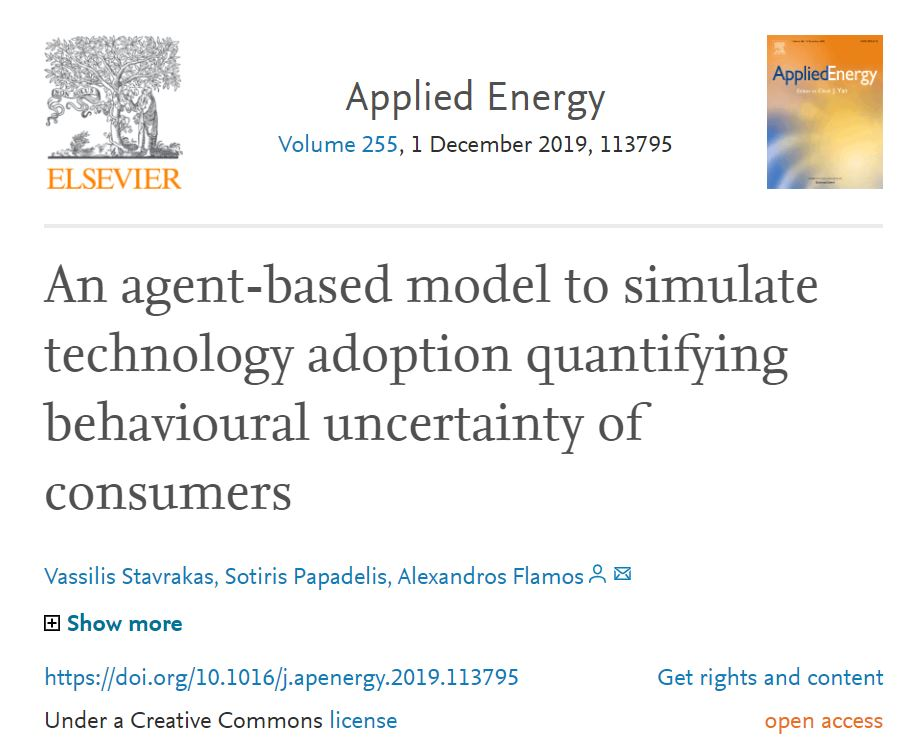 ELSEVIER
Applied Energy
Volume 255, 1 December 2019, 113795
AppliedEnergy
An agent-based model to simulate
technology adoption quantifying
behavioural uncertainty of
consumers
Vassilis Stavrakas, Sotiris Papadelis, Alexandros Flamos
Show more
https://doi.org/10.1016/j.apenergy.2019.113795
Get rights and content
Under a Creative Commons license
open access